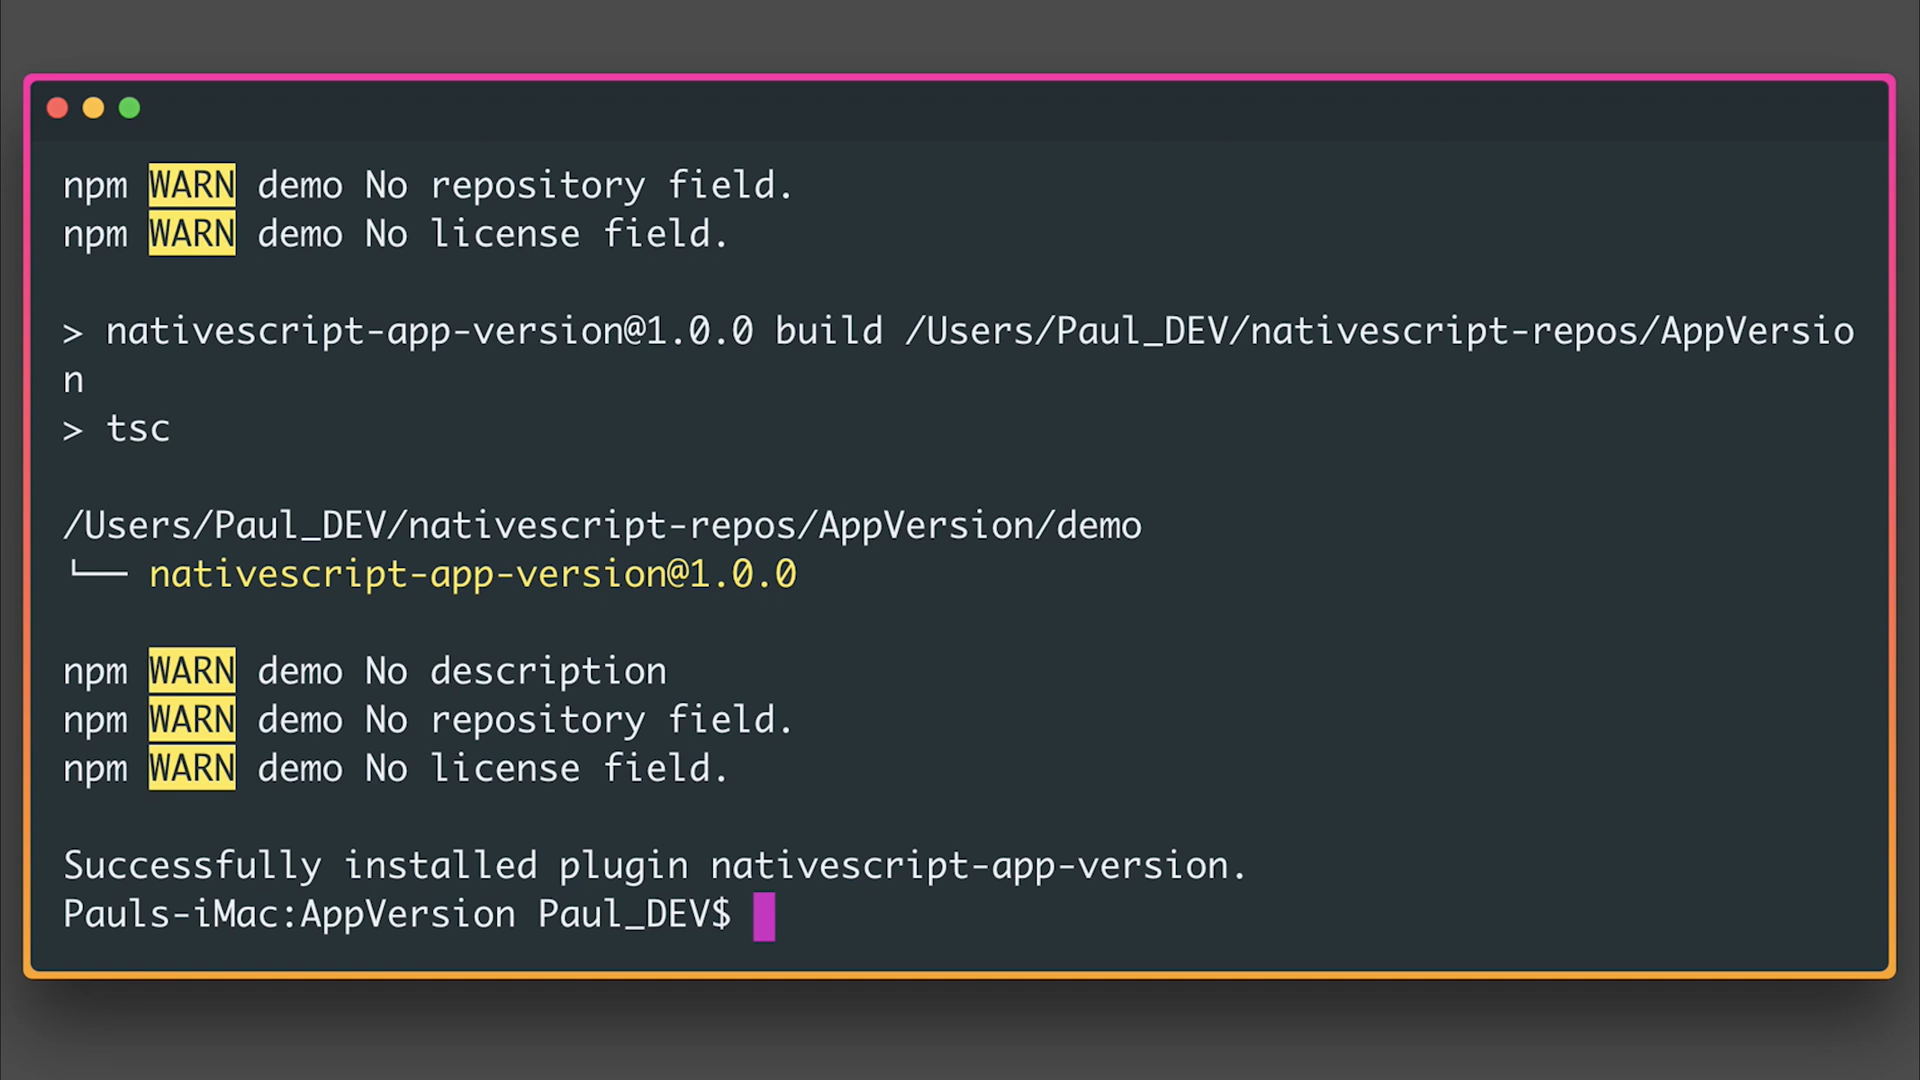 npm WARN demo No repository field.
npm WARN demo No license field.
> nativescript-app-version@1.0.0 build /Users/Paul_DEV/nativescript-repos/AppVersio
n
> tsc
/Users/Paul_DEV/nativescript-repos/AppVersion/demo
└── nativescript-app-version@1.0.0
npm WARN demo No description
npm WARN demo No repository field.
npm WARN demo No license field.
Successfully installed plugin nativescript-app-version.
Pauls-iMac:AppVersion Paul_DEV$